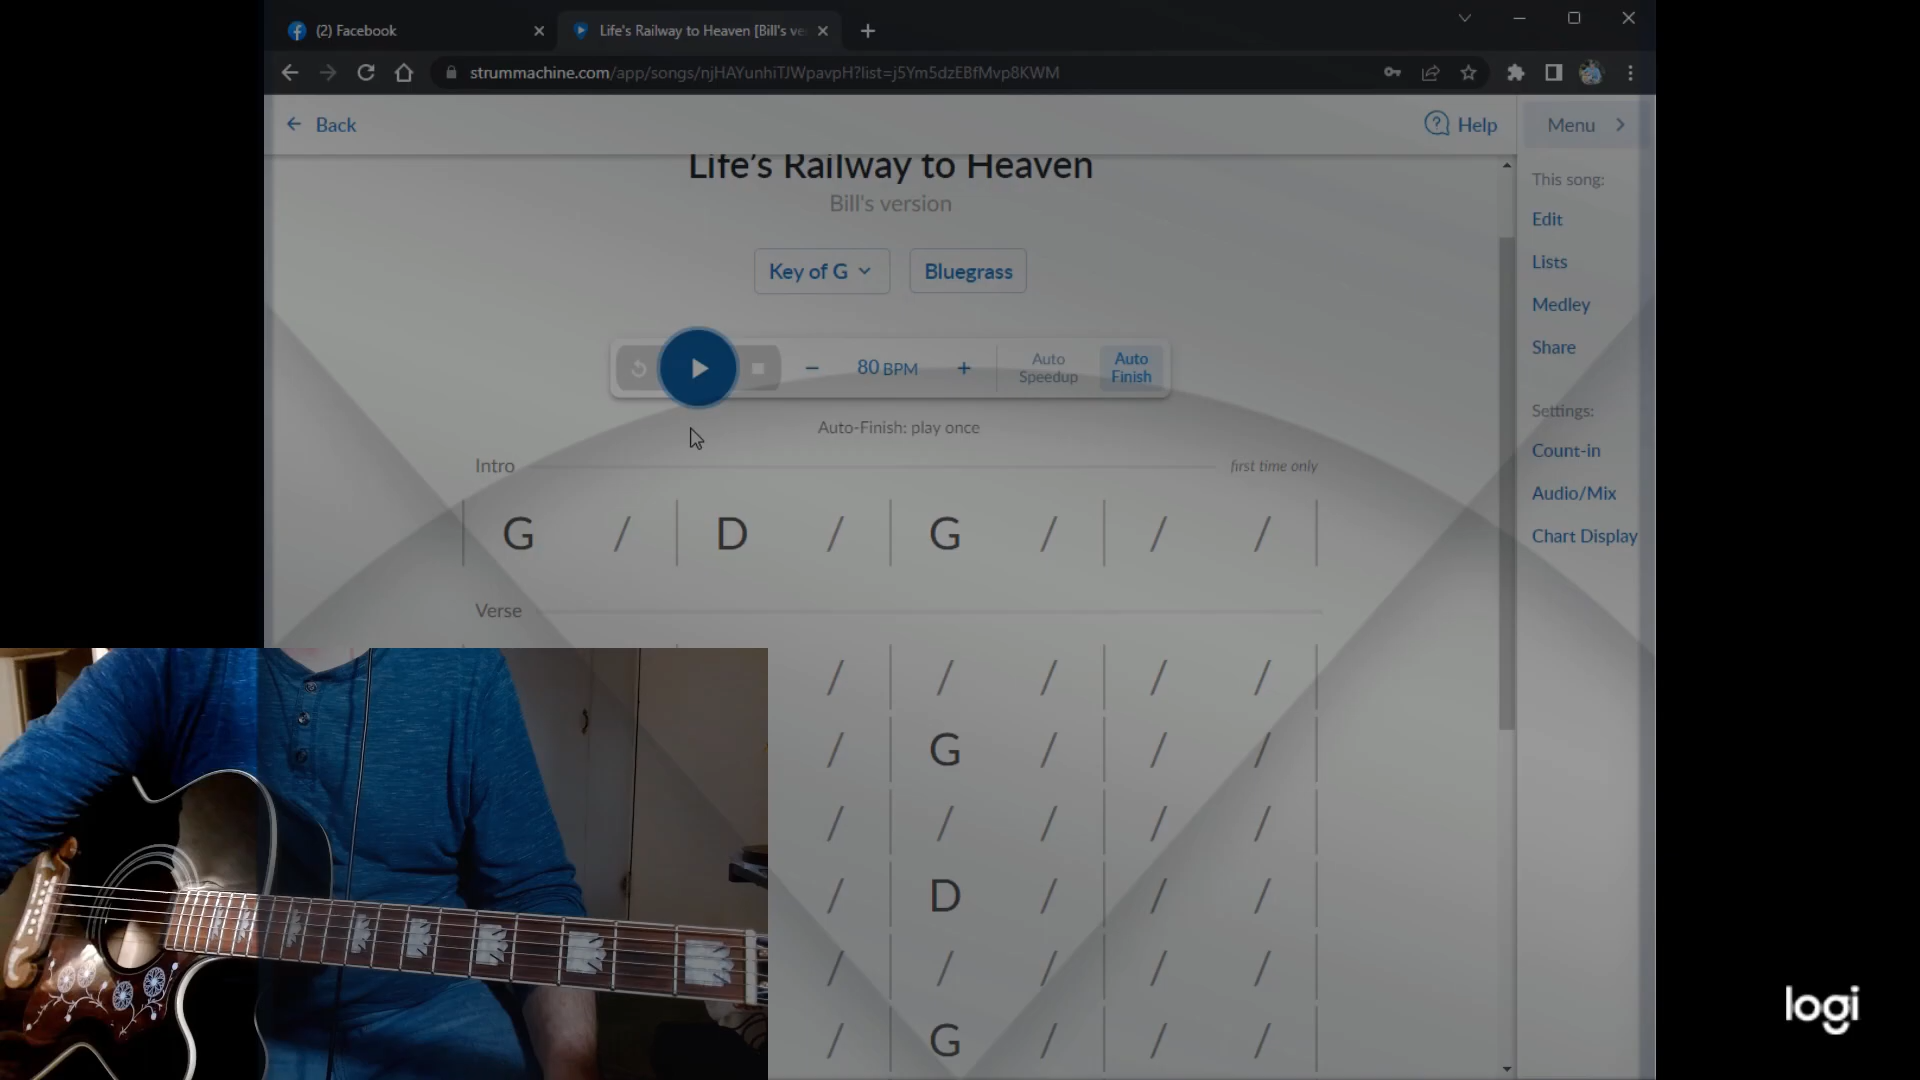 (2) Facebook
Life's Railway to Heaven [Bill's ve
strummachine.com/app/songs/njHAYunhiTJWpavpH?list=j5Ym5dzEBfMvp8KWM
Back
Help
Menu
Life's Railway to Heaven
Bill's version
Key of G
Bluegrass
80 BPM
Auto Speedup
Auto Finish
Auto-Finish: play once
Intro
first time only
G / D / G / / /
Verse
/ / / / /
/ G / / /
/ / / / /
/ D / / /
/ / / / /
/ G / / /
This song:
Edit
Lists
Medley
Share
Settings:
Count-in
Audio/Mix
Chart Display
logi